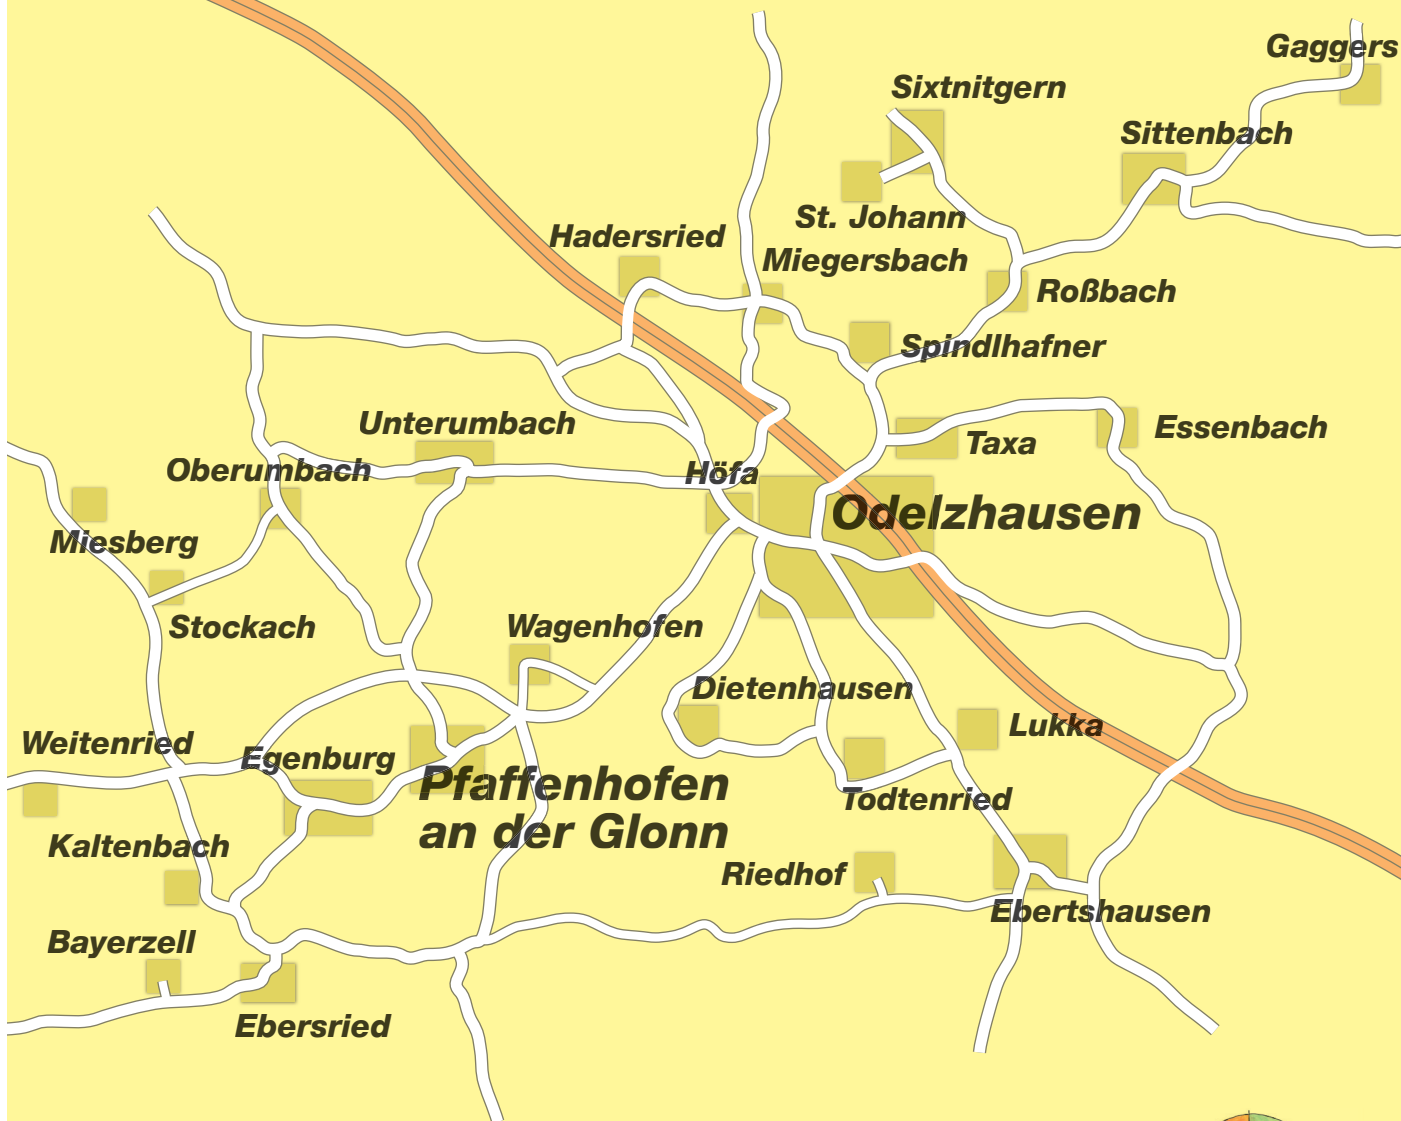 Gaggers
Sixtnitgern
Sittenbach
St. Johann
Hadersried
Miegersbach
Roßbach
Spindlhafner
Unterumbach
Essenbach
Taxa
Oberumbach
Höfa
Odelzhausen
Miesberg
Stockach
Wagenhofen
Dietenhausen
Lukka
Weitenried
Egenburg
Pfaffenhofen
an der Glonn
Todtenried
Kaltenbach
Riedhof
Ebertshausen
Bayerzell
Ebersried